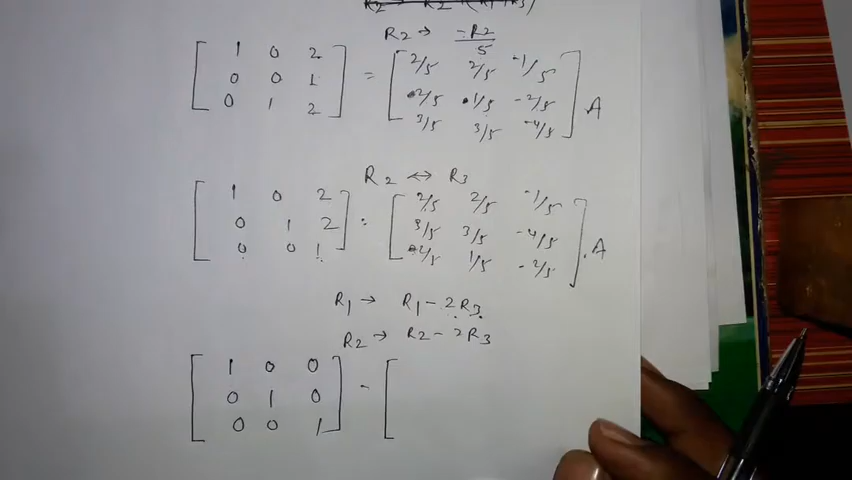 R2 → -R2/5
[ 1 0 2 ] = [ 2/5 2/5 -1/5 ]
[ 0 0 1 ] [ 2/5 1/5 -2/5 ] . A
[ 0 1 2 ] [ 3/5 3/5 -4/5 ]
R2 ↔ R3
[ 1 0 2 ] [ 2/5 2/5 -1/5 ]
[ 0 1 2 ] : [ 3/5 3/5 -4/5 ] . A
[ 0 0 1 ] [ 2/5 1/5 -2/5 ]
R1 → R1 - 2R3
R2 → R2 - 2R3
[ 1 0 0 ] [
[ 0 1 0 ] - [
[ 0 0 1 ] [